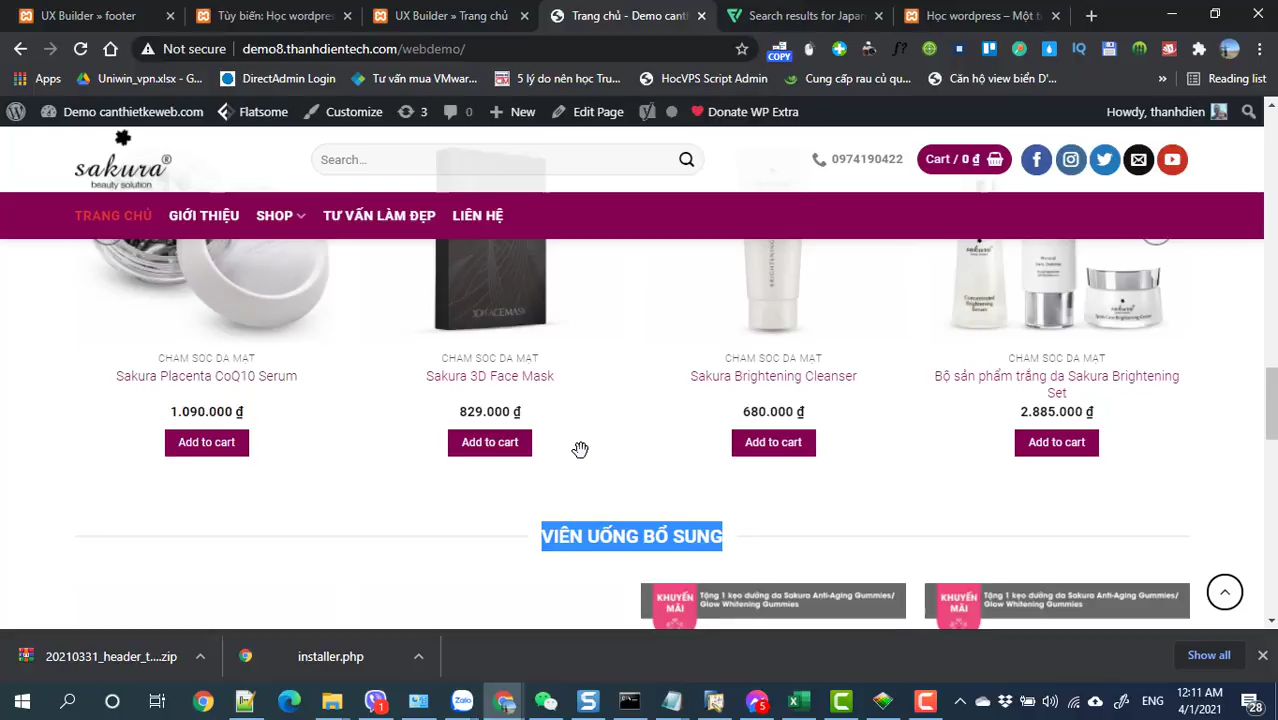 UX Builder » footer
Tùy biến: Học wordpres
UX Builder » Trang chủ
Trang chủ - Demo cant
Search results for Japan
Học wordpress – Một t
Not secure
demo8.thanhdientech.com/webdemo/
COPY
Apps
Uniwin_vpn.xlsx - G...
DirectAdmin Login
Tư vấn mua VMwar...
5 lý do nên học Tru...
HocVPS Script Admin
Cung cấp rau củ qu...
Căn hộ view biển D'...
»
Reading list
Demo canthietkeweb.com
Flatsome
Customize
3
0
New
Edit Page
Donate WP Extra
Howdy, thanhdien
sakura
beauty solution
Search...
0974190422
Cart / 0 ₫
TRANG CHỦ
GIỚI THIỆU
SHOP
TƯ VẤN LÀM ĐẸP
LIÊN HỆ
3D FACE MASK
BRIGHTENING
CHAM SOC DA MAT
CHAM SOC DA MAT
CHAM SOC DA MAT
CHAM SOC DA MAT
Sakura Placenta CoQ10 Serum
Sakura 3D Face Mask
Sakura Brightening Cleanser
Bộ sản phẩm trắng da Sakura Brightening
Set
1.090.000 ₫
829.000 ₫
680.000 ₫
2.885.000 ₫
Add to cart
Add to cart
Add to cart
Add to cart
VIÊN UỐNG BỔ SUNG
KHUYẾN
MÃI
Tặng 1 kẹo dưỡng da Sakura Anti-Aging Gummies/
Glow Whitening Gummies
KHUYẾN
MÃI
Tặng 1 kẹo dưỡng da Sakura Anti-Aging Gummies/
Glow Whitening Gummies
20210331_header_t....zip
installer.php
Show all
1
5
ENG
12:11 AM
4/1/2021
28